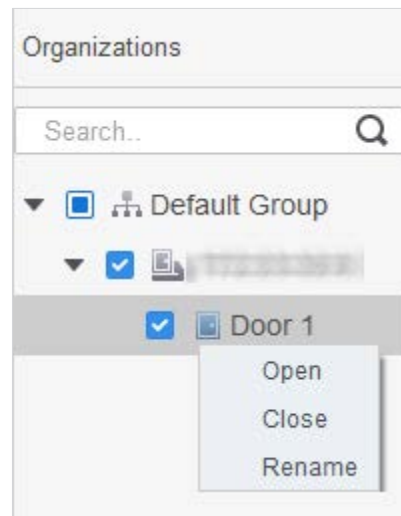 Organizations
Search..
Default Group
Door 1
Open
Close
Rename